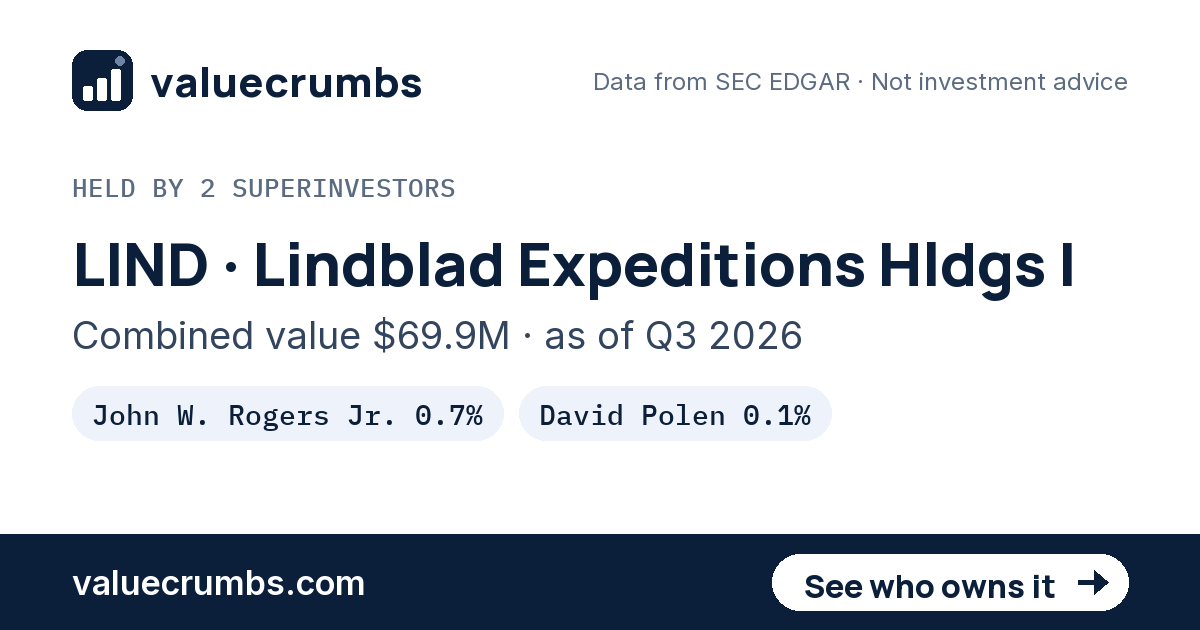 valuecrumbs
Data from SEC EDGAR · Not investment advice
HELD BY 2 SUPERINVESTORS
LIND · Lindblad Expeditions Hldgs I
Combined value $69.9M · as of Q3 2026
John W. Rogers Jr. 0.7%
David Polen 0.1%
valuecrumbs.com
See who owns it